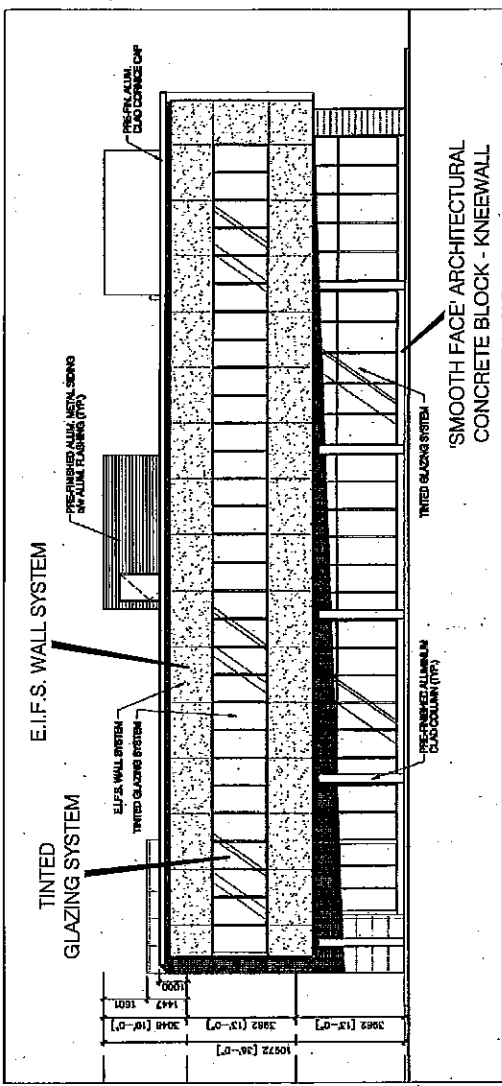 PRE-FIN. ALUM.
CLAD CORNICE CAP
PRE-FINISHED ALUM. METAL SIDING
c/w ALUM. FLASHING (TYP.)
E.I.F.S. WALL SYSTEM
E.I.F.S. WALL SYSTEM
TINTED GLAZING SYSTEM
TINTED
GLAZING SYSTEM
'SMOOTH FACE' ARCHITECTURAL
CONCRETE BLOCK - KNEEWALL
TINTED GLAZING SYSTEM
PRE-FINISHED ALUMINUM
CLAD COLUMN (TYP.)
1000
1447
1601
3048 [10'-0"]
3962 [13'-0"]
3962 [13'-0"]
10972 [36'-0"]